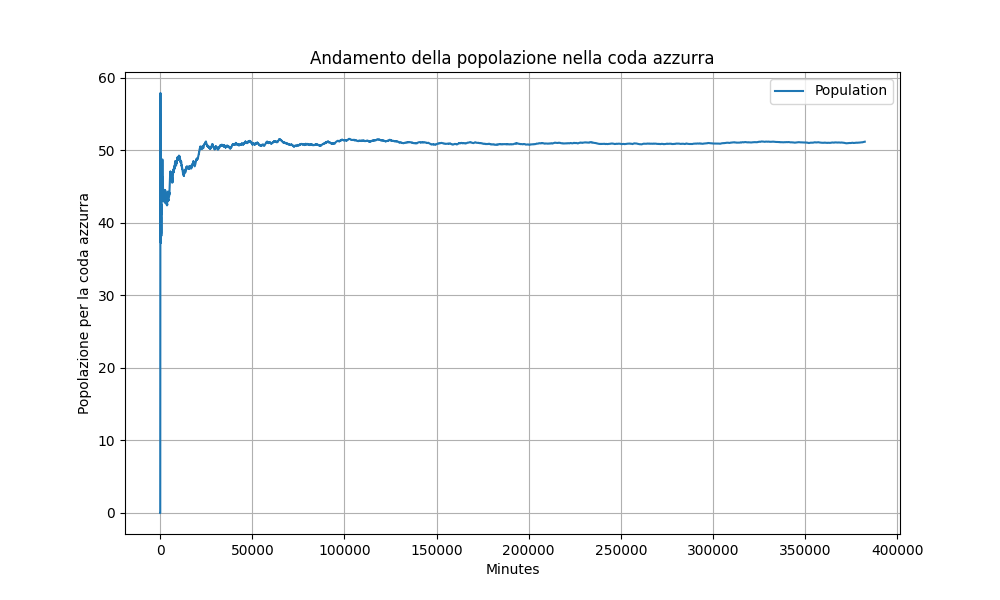 Andamento della popolazione nella coda azzurra
Population
Popolazione per la coda azzurra
60
50
40
30
20
10
0
0 50000 100000 150000 200000 250000 300000 350000 400000
Minutes